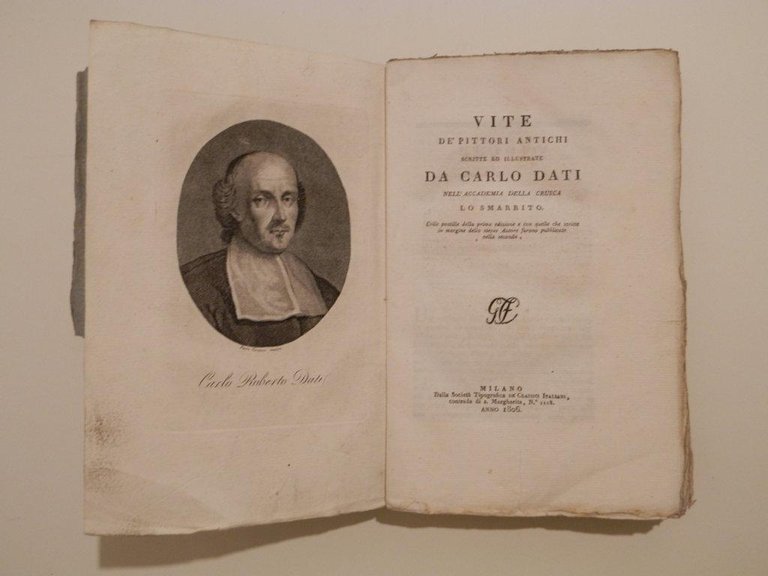 Carlo Roberto Dati
VITE
DE' PITTORI ANTICHI
SCRITTE ED ILLUSTRATE
DA CARLO DATI
NELL'ACCADEMIA DELLA CRUSCA
LO SMARRITO.
Colle postille della prima edizione e con quelle che scritte
in margine dello stesso Autore furono pubblicate
nella seconda.
MILANO
Dalla Società Tipografica DE' CLASSICI ITALIANI,
contrada di s. Margherita, N.°
ANNO 1806.